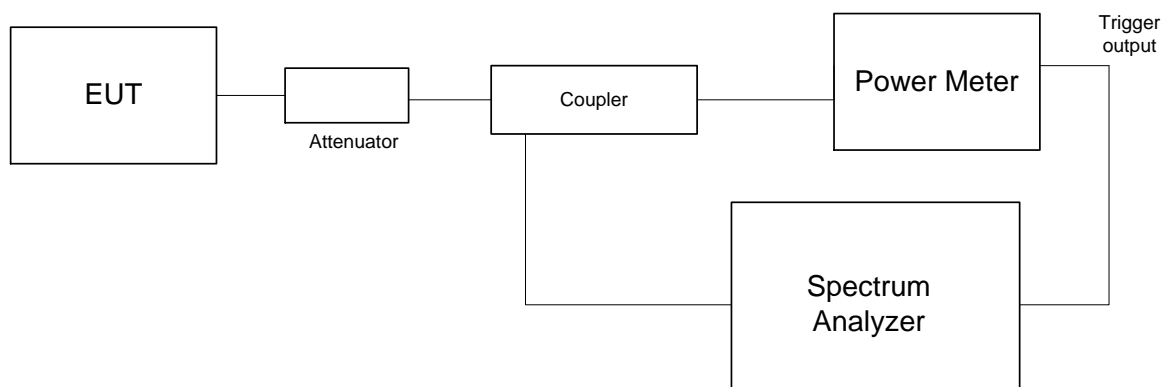 EUT
Attenuator
Coupler
Power Meter
Trigger
output
Spectrum
Analyzer